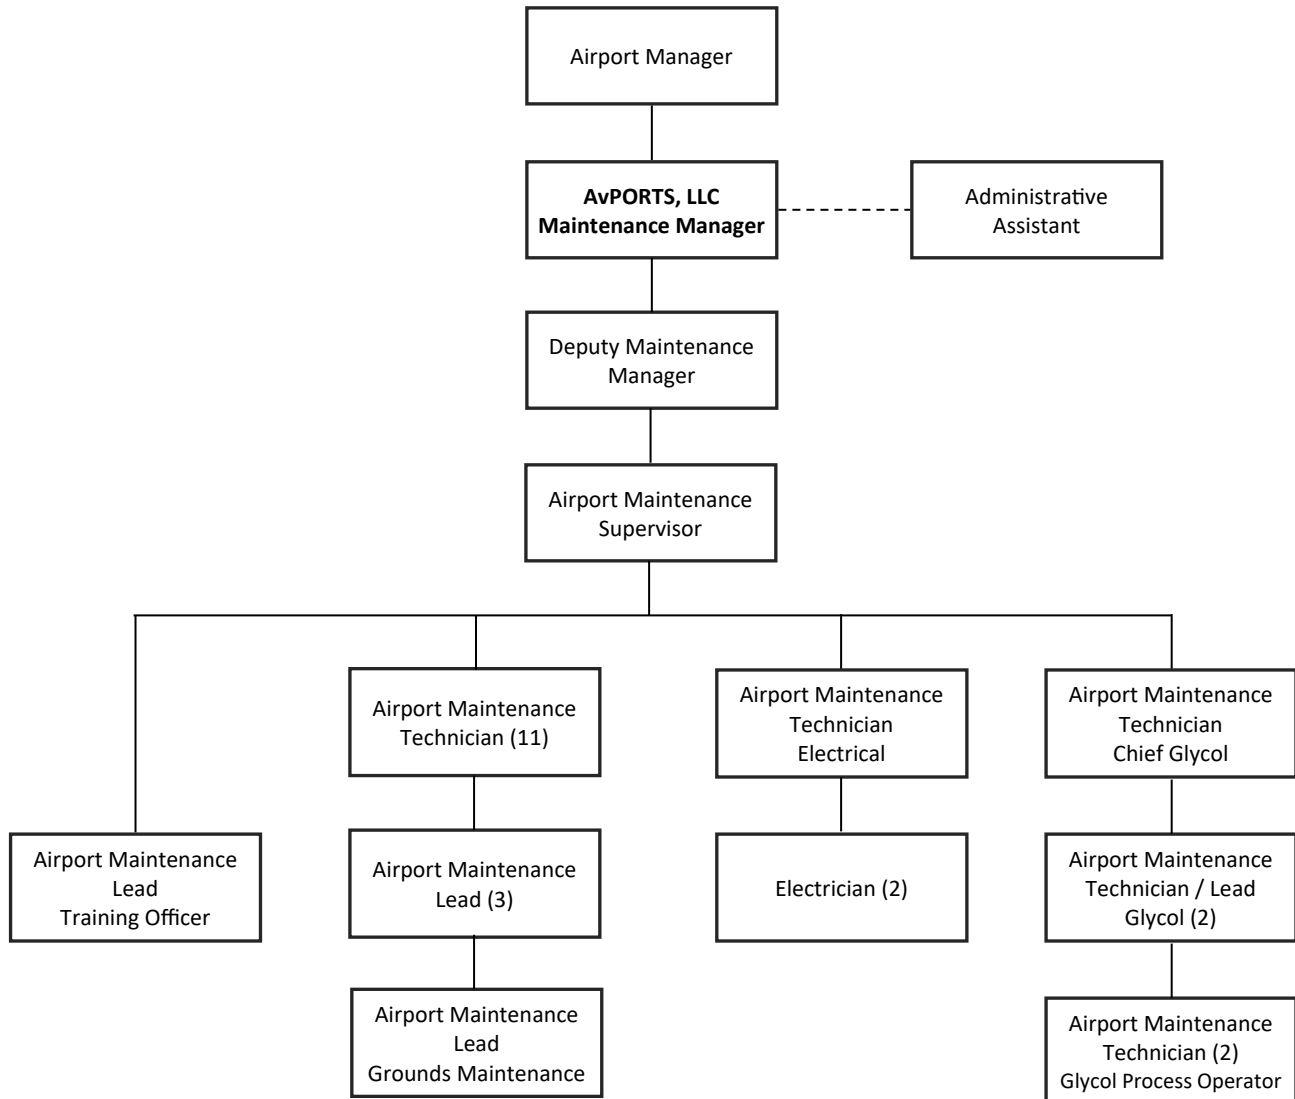 Airport Manager
AvPORTS, LLC
Maintenance Manager
Administrative
Assistant
Deputy Maintenance
Manager
Airport Maintenance
Supervisor
Airport Maintenance
Technician (11)
Airport Maintenance
Technician
Electrical
Airport Maintenance
Technician
Chief Glycol
Airport Maintenance
Lead
Training Officer
Airport Maintenance
Lead (3)
Electrician (2)
Airport Maintenance
Technician / Lead
Glycol (2)
Airport Maintenance
Lead
Grounds Maintenance
Airport Maintenance
Technician (2)
Glycol Process Operator